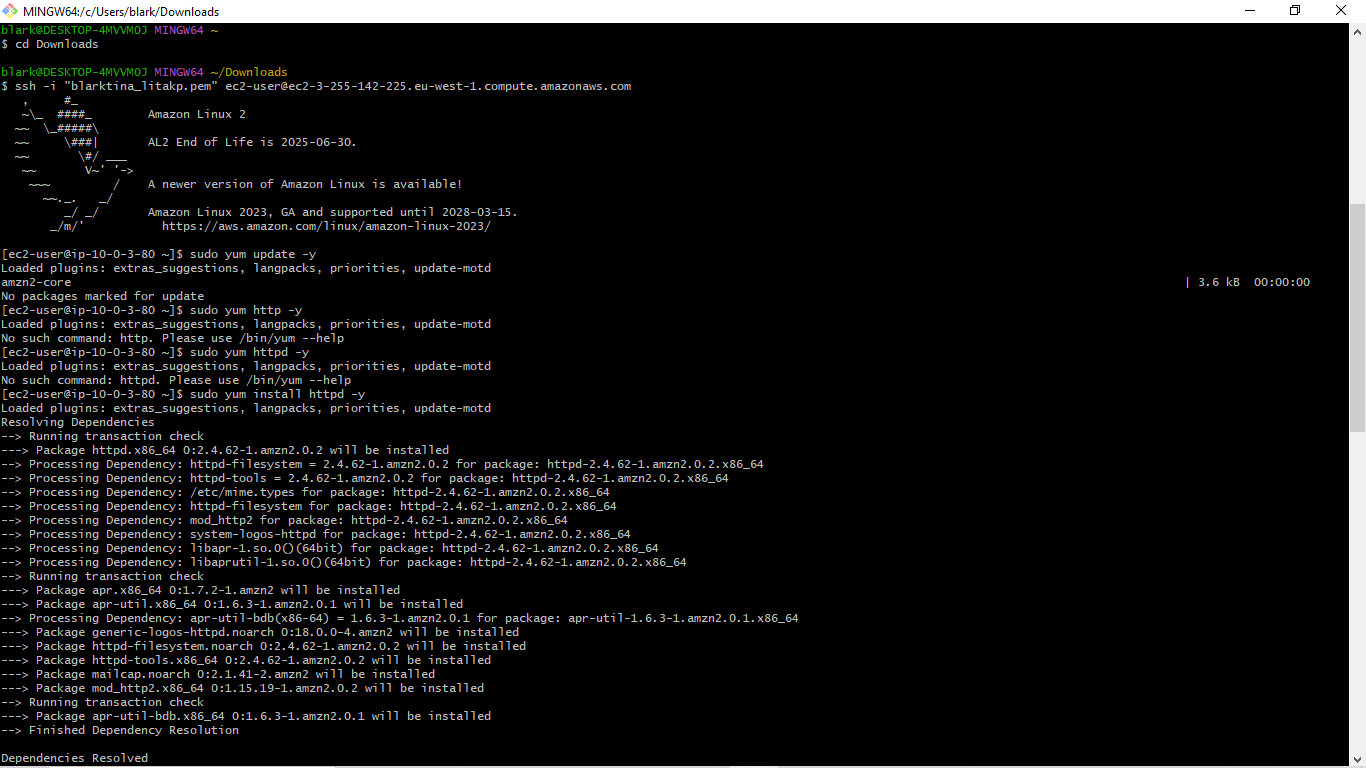 MINGW64:/c/Users/blark/Downloads
blark@DESKTOP-4MVVMOJ MINGW64 ~
$ cd Downloads
blark@DESKTOP-4MVVMOJ MINGW64 ~/Downloads
$ ssh -i "blarktina_litakp.pem" ec2-user@ec2-3-255-142-225.eu-west-1.compute.amazonaws.com
   ,     #_
   ~\_  ####_        Amazon Linux 2
  ~~  \_#####\
  ~~     \###|       AL2 End of Life is 2025-06-30.
  ~~       \#/ ___
   ~~       V~' '->
    ~~~         /    A newer version of Amazon Linux is available!
      ~~._.   _/
         _/ _/       Amazon Linux 2023, GA and supported until 2028-03-15.
       _/m/'           https://aws.amazon.com/linux/amazon-linux-2023/
[ec2-user@ip-10-0-3-80 ~]$ sudo yum update -y
Loaded plugins: extras_suggestions, langpacks, priorities, update-motd
amzn2-core | 3.6 kB 00:00:00
No packages marked for update
[ec2-user@ip-10-0-3-80 ~]$ sudo yum http -y
Loaded plugins: extras_suggestions, langpacks, priorities, update-motd
No such command: http. Please use /bin/yum --help
[ec2-user@ip-10-0-3-80 ~]$ sudo yum httpd -y
Loaded plugins: extras_suggestions, langpacks, priorities, update-motd
No such command: httpd. Please use /bin/yum --help
[ec2-user@ip-10-0-3-80 ~]$ sudo yum install httpd -y
Loaded plugins: extras_suggestions, langpacks, priorities, update-motd
Resolving Dependencies
--> Running transaction check
---> Package httpd.x86_64 0:2.4.62-1.amzn2.0.2 will be installed
--> Processing Dependency: httpd-filesystem = 2.4.62-1.amzn2.0.2 for package: httpd-2.4.62-1.amzn2.0.2.x86_64
--> Processing Dependency: httpd-tools = 2.4.62-1.amzn2.0.2 for package: httpd-2.4.62-1.amzn2.0.2.x86_64
--> Processing Dependency: /etc/mime.types for package: httpd-2.4.62-1.amzn2.0.2.x86_64
--> Processing Dependency: httpd-filesystem for package: httpd-2.4.62-1.amzn2.0.2.x86_64
--> Processing Dependency: mod_http2 for package: httpd-2.4.62-1.amzn2.0.2.x86_64
--> Processing Dependency: system-logos-httpd for package: httpd-2.4.62-1.amzn2.0.2.x86_64
--> Processing Dependency: libapr-1.so.0()(64bit) for package: httpd-2.4.62-1.amzn2.0.2.x86_64
--> Processing Dependency: libaprutil-1.so.0()(64bit) for package: httpd-2.4.62-1.amzn2.0.2.x86_64
--> Running transaction check
---> Package apr.x86_64 0:1.7.2-1.amzn2 will be installed
---> Package apr-util.x86_64 0:1.6.3-1.amzn2.0.1 will be installed
--> Processing Dependency: apr-util-bdb(x86-64) = 1.6.3-1.amzn2.0.1 for package: apr-util-1.6.3-1.amzn2.0.1.x86_64
---> Package generic-logos-httpd.noarch 0:18.0.0-4.amzn2 will be installed
---> Package httpd-filesystem.noarch 0:2.4.62-1.amzn2.0.2 will be installed
---> Package httpd-tools.x86_64 0:2.4.62-1.amzn2.0.2 will be installed
---> Package mailcap.noarch 0:2.1.41-2.amzn2 will be installed
---> Package mod_http2.x86_64 0:1.15.19-1.amzn2.0.2 will be installed
--> Running transaction check
---> Package apr-util-bdb.x86_64 0:1.6.3-1.amzn2.0.1 will be installed
--> Finished Dependency Resolution
Dependencies Resolved